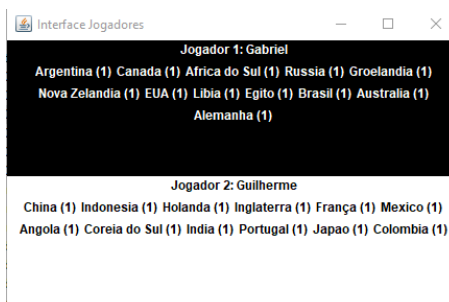 Interface Jogadores
Jogador 1: Gabriel
Argentina (1) Canada (1) Africa do Sul (1) Russia (1) Groelandia (1)
Nova Zelandia (1) EUA (1) Libia (1) Egito (1) Brasil (1) Australia (1)
Alemanha (1)
Jogador 2: Guilherme
China (1) Indonesia (1) Holanda (1) Inglaterra (1) França (1) Mexico (1)
Angola (1) Coreia do Sul (1) India (1) Portugal (1) Japao (1) Colombia (1)